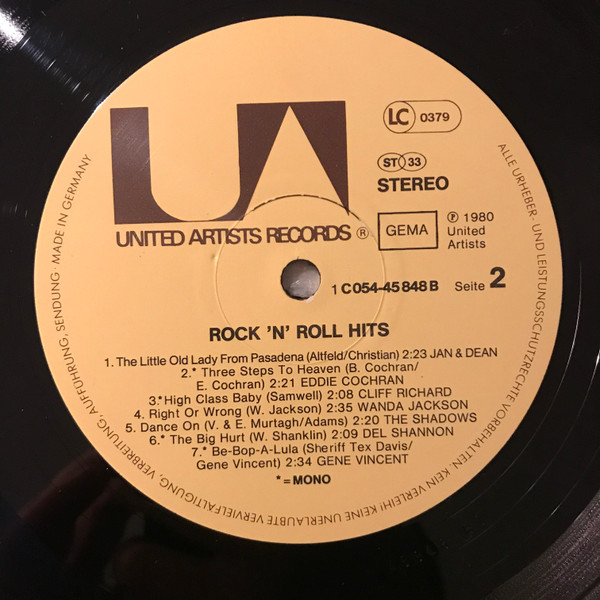 UA
LC 0379
ST 33
STEREO
UNITED ARTISTS RECORDS ®
GEMA
℗ 1980
United
Artists
1C 054-45 848 B Seite 2
ROCK 'N' ROLL HITS
1. The Little Old Lady From Pasadena (Altfeld/Christian) 2:23 JAN & DEAN
2.* Three Steps To Heaven (B. Cochran/
E. Cochran) 2:21 EDDIE COCHRAN
3.* High Class Baby (Samwell) 2:08 CLIFF RICHARD
4. Right Or Wrong (W. Jackson) 2:35 WANDA JACKSON
5. Dance On (V. & E. Murtagh/Adams) 2:20 THE SHADOWS
6.* The Big Hurt (W. Shanklin) 2:09 DEL SHANNON
7.* Be-Bop-A-Lula (Sheriff Tex Davis/
Gene Vincent) 2:34 GENE VINCENT
* = MONO
ALLE URHEBER- UND LEISTUNGSSCHUTZRECHTE VORBEHALTEN. KEIN VERLEIH! KEINE UNERLAUBTE VERVIELFÄLTIGUNG, VERBREITUNG, AUFFÜHRUNG, SENDUNG · MADE IN GERMANY